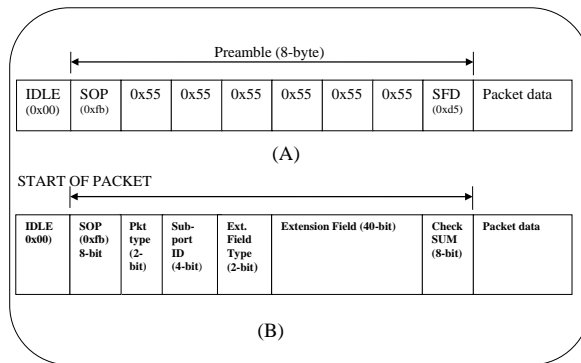 Preamble (8-byte)
IDLE SOP 0x55 0x55 0x55 0x55 0x55 0x55 SFD Packet data
(0x00) (0xfb) (0xd5)
(A)
START OF PACKET
IDLE SOP Pkt Sub- Ext. Extension Field (40-bit) Check Packet data
0x00) (0xfb) type port Field SUM
8-bit (2- ID Type (8-bit)
bit) (4-bit) (2-bit)
(B)